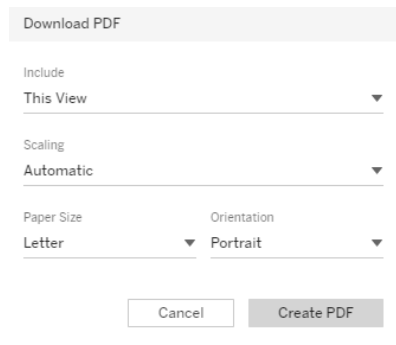 Download PDF
Include
This View
Scaling
Automatic
Paper Size Orientation
Letter Portrait
Cancel Create PDF